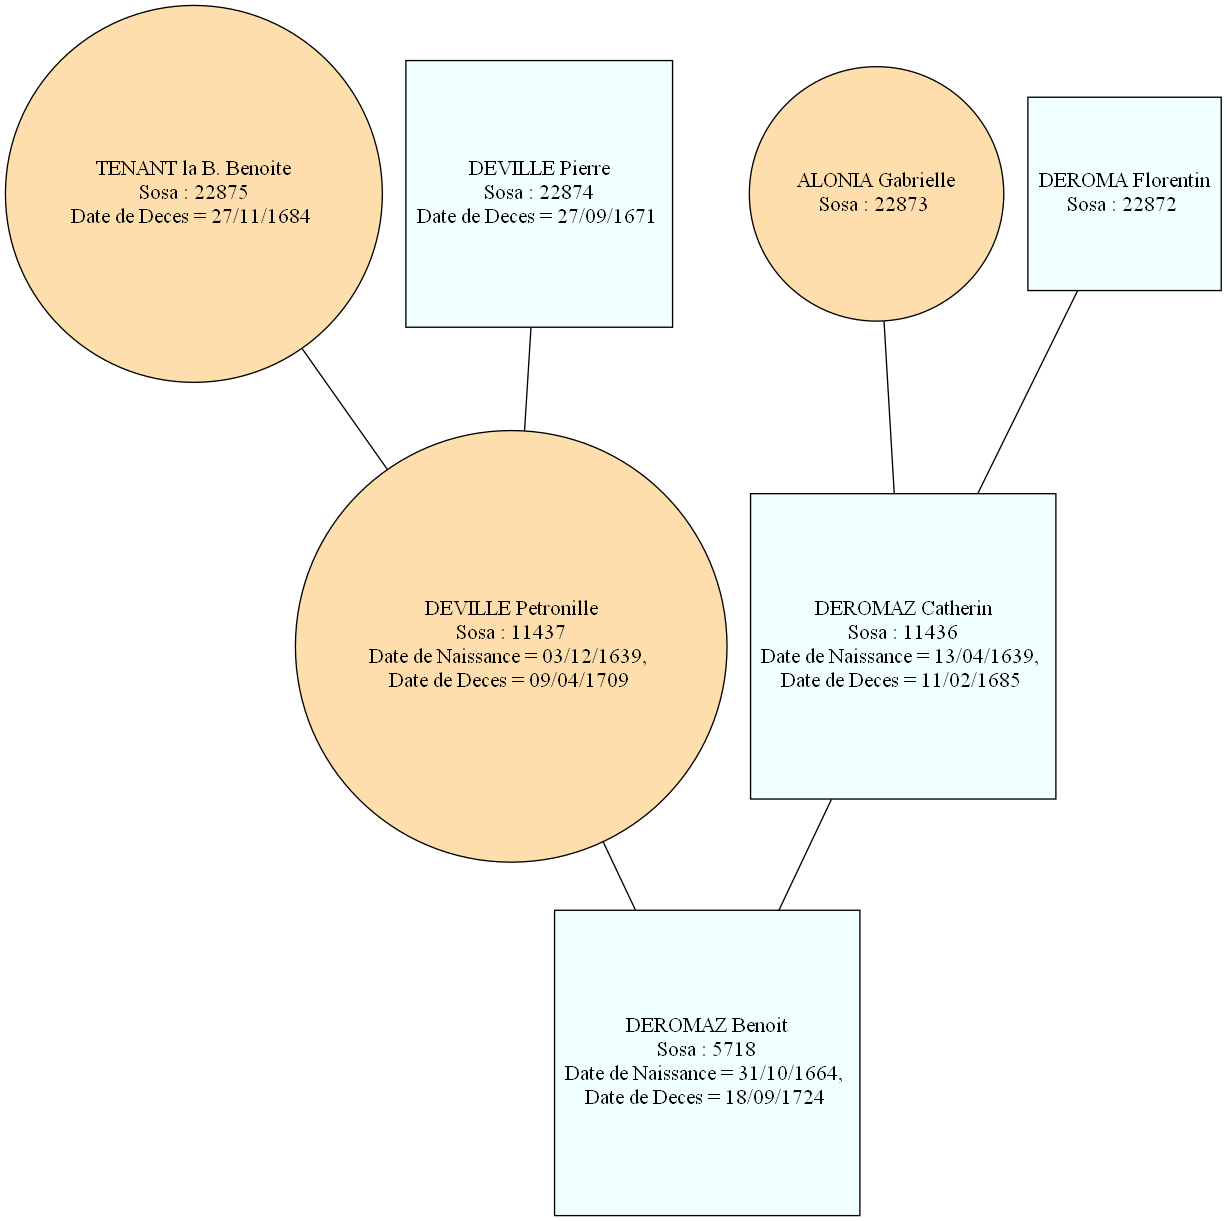 TENANT la B. Benoite
Sosa : 22875
Date de Deces = 27/11/1684
DEVILLE Pierre
Sosa : 22874
Date de Deces = 27/09/1671
ALONIA Gabrielle
Sosa : 22873
DEROMA Florentin
Sosa : 22872
DEVILLE Petronille
Sosa : 11437
Date de Naissance = 03/12/1639,
Date de Deces = 09/04/1709
DEROMAZ Catherin
Sosa : 11436
Date de Naissance = 13/04/1639,
Date de Deces = 11/02/1685
DEROMAZ Benoit
Sosa : 5718
Date de Naissance = 31/10/1664,
Date de Deces = 18/09/1724